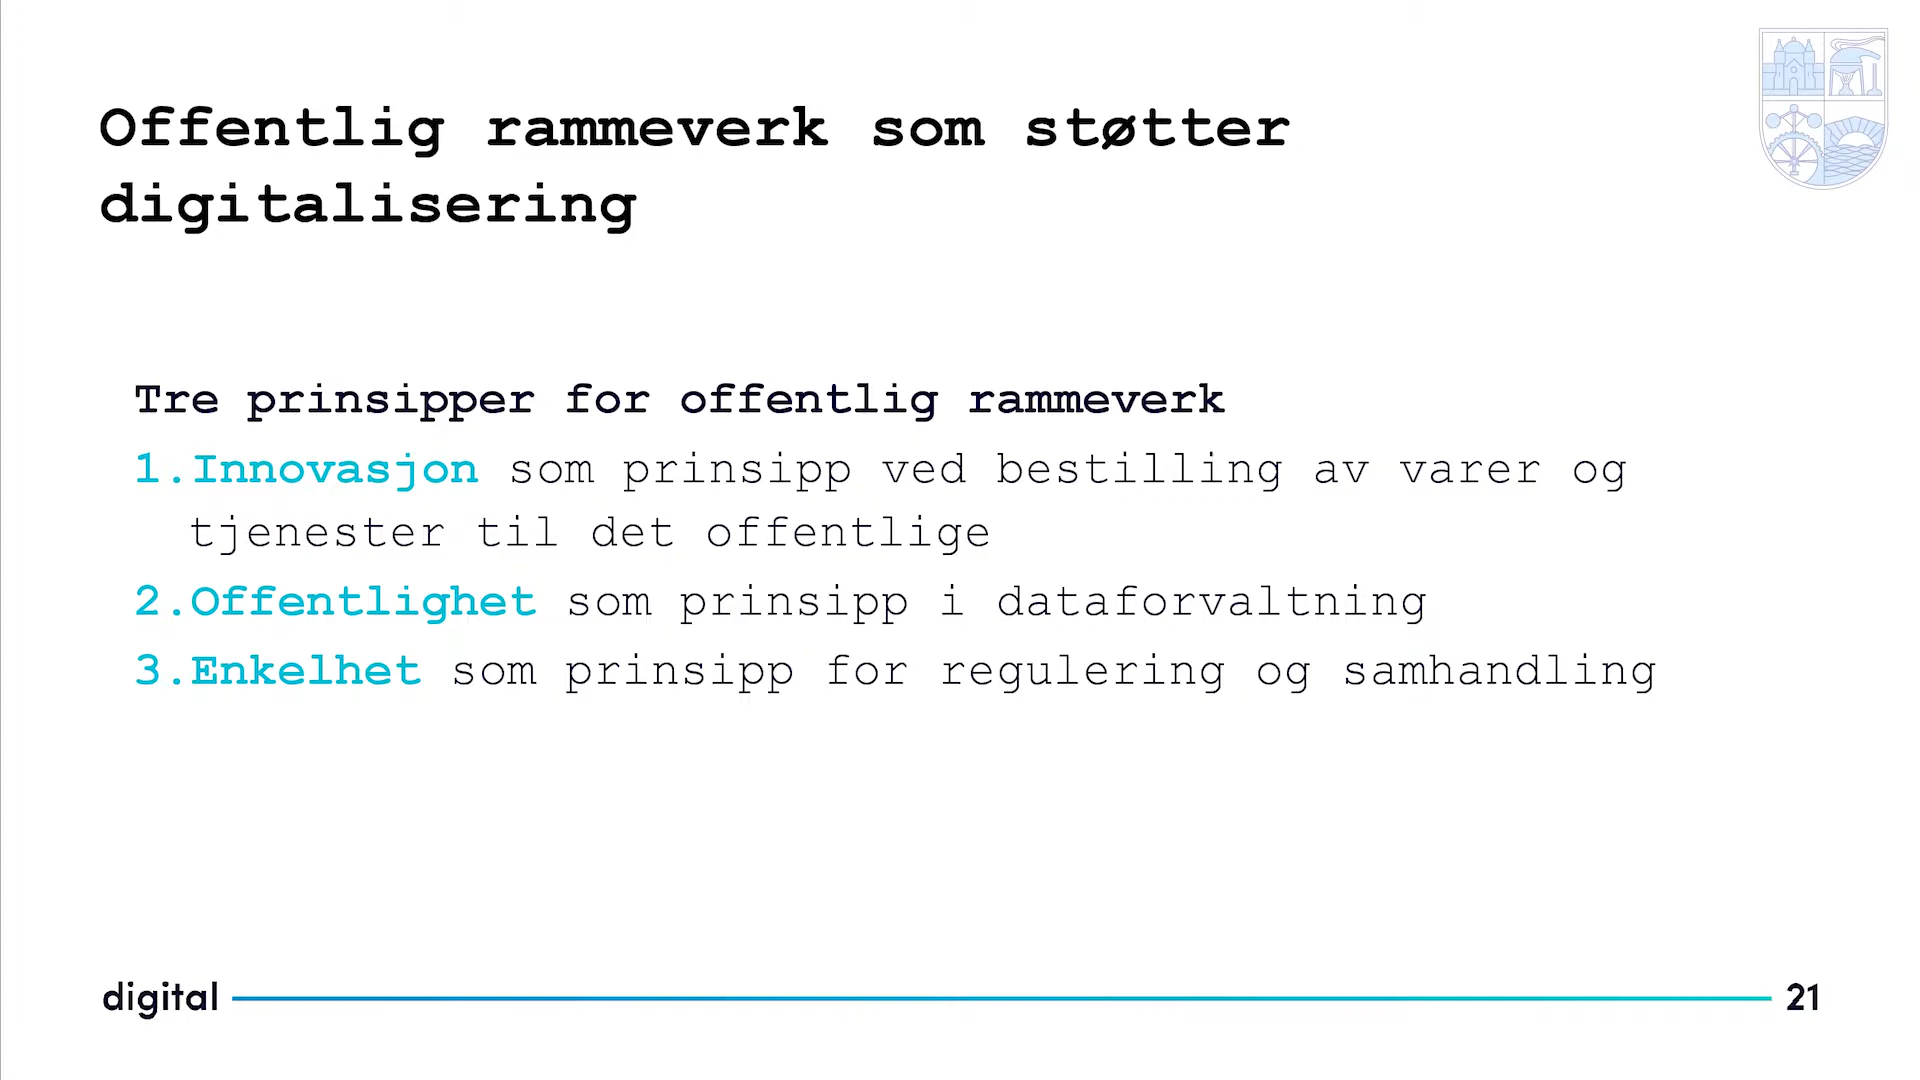 Offentlig rammeverk som støtter
digitalisering
Tre prinsipper for offentlig rammeverk
1.Innovasjon som prinsipp ved bestilling av varer og
tjenester til det offentlige
2.Offentlighet som prinsipp i dataforvaltning
3.Enkelhet som prinsipp for regulering og samhandling
digital 21